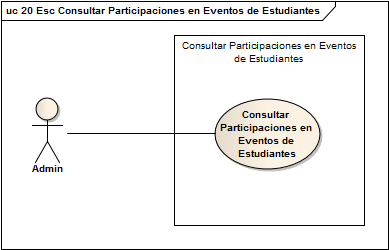 uc 20 Esc Consultar Participaciones en Eventos de Estudiantes
Consultar Participaciones en Eventos
de Estudiantes
Consultar
Participaciones en
Eventos de
Estudiantes
Admin